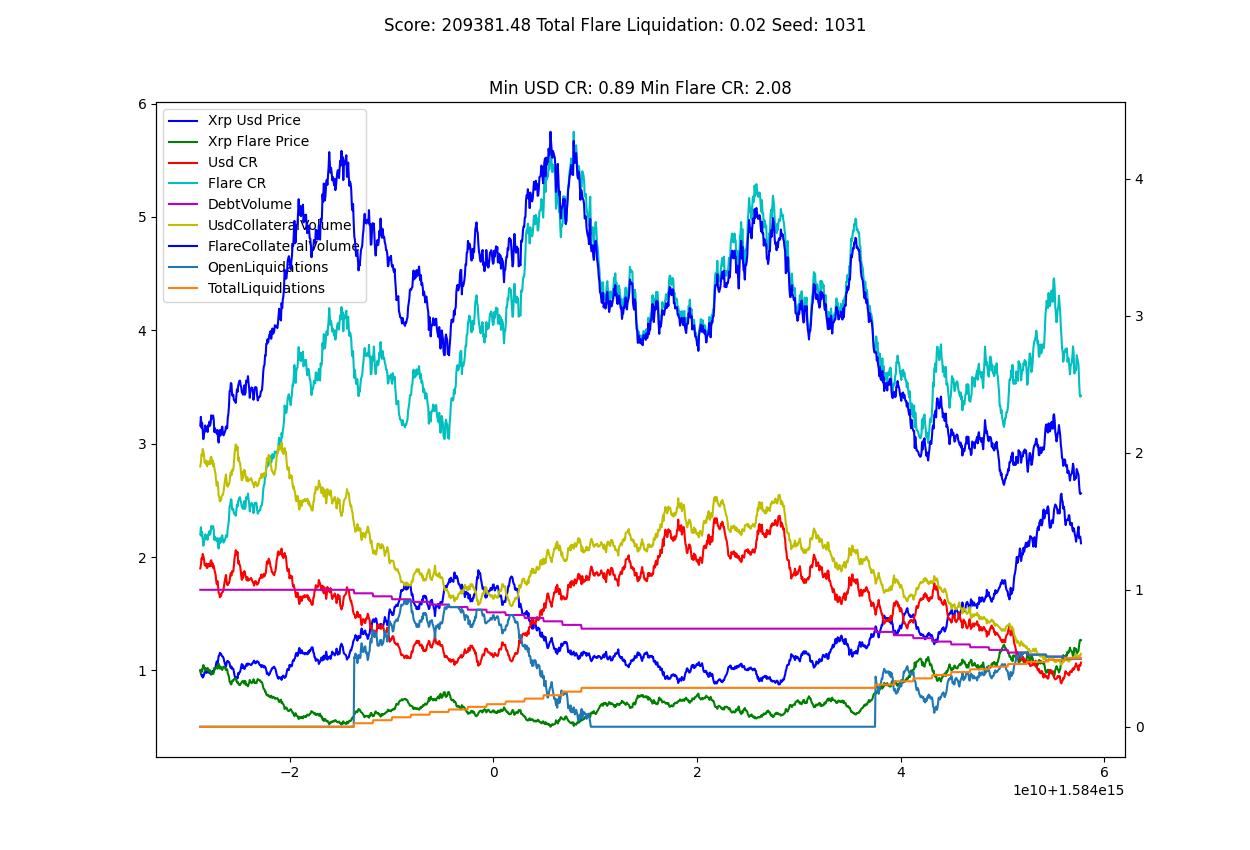 Score: 209381.48 Total Flare Liquidation: 0.02 Seed: 1031
Min USD CR: 0.89 Min Flare CR: 2.08
Xrp Usd Price
Xrp Flare Price
Usd CR
Flare CR
DebtVolume
UsdCollateralVolume
FlareCollateralVolume
OpenLiquidations
TotalLiquidations
6
5
4
3
2
1
4
3
2
1
0
−2
0
2
4
6
1e10+1.584e15